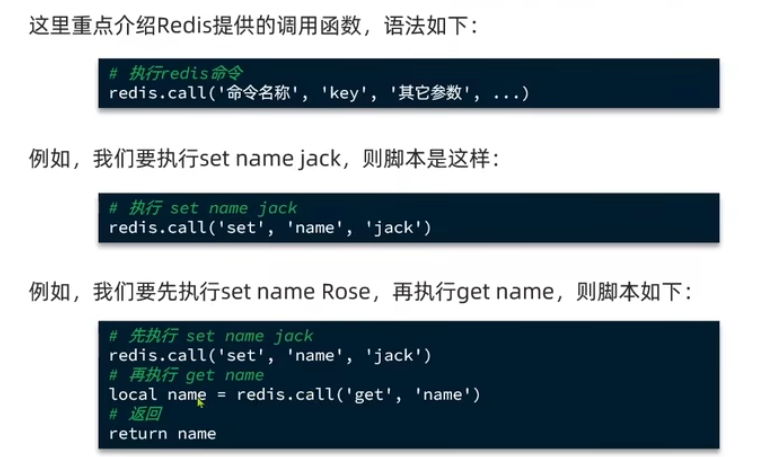 这里重点介绍Redis提供的调用函数，语法如下：
# 执行redis命令
redis.call('命令名称', 'key', '其它参数', ...)
例如，我们要执行set name jack，则脚本是这样：
# 执行 set name jack
redis.call('set', 'name', 'jack')
例如，我们要先执行set name Rose，再执行get name，则脚本如下：
# 先执行 set name jack
redis.call('set', 'name', 'jack')
# 再执行 get name
local name = redis.call('get', 'name')
# 返回
return name